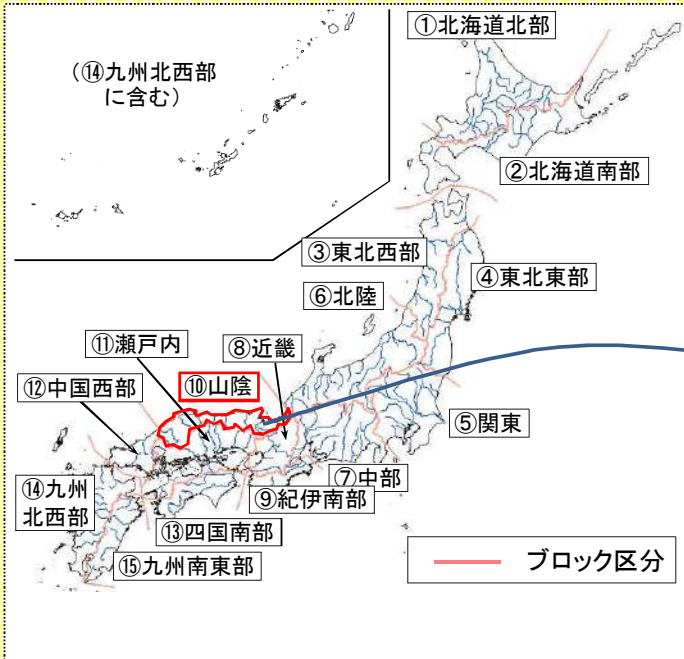 ①北海道北部
（⑭九州北西部
に含む）
②北海道南部
③東北西部
④東北東部
⑥北陸
⑪瀬戸内
⑧近畿
⑫中国西部
⑩山陰
⑤関東
⑦中部
⑭九州
北西部
⑨紀伊南部
⑬四国南部
⑮九州南東部
ブロック区分